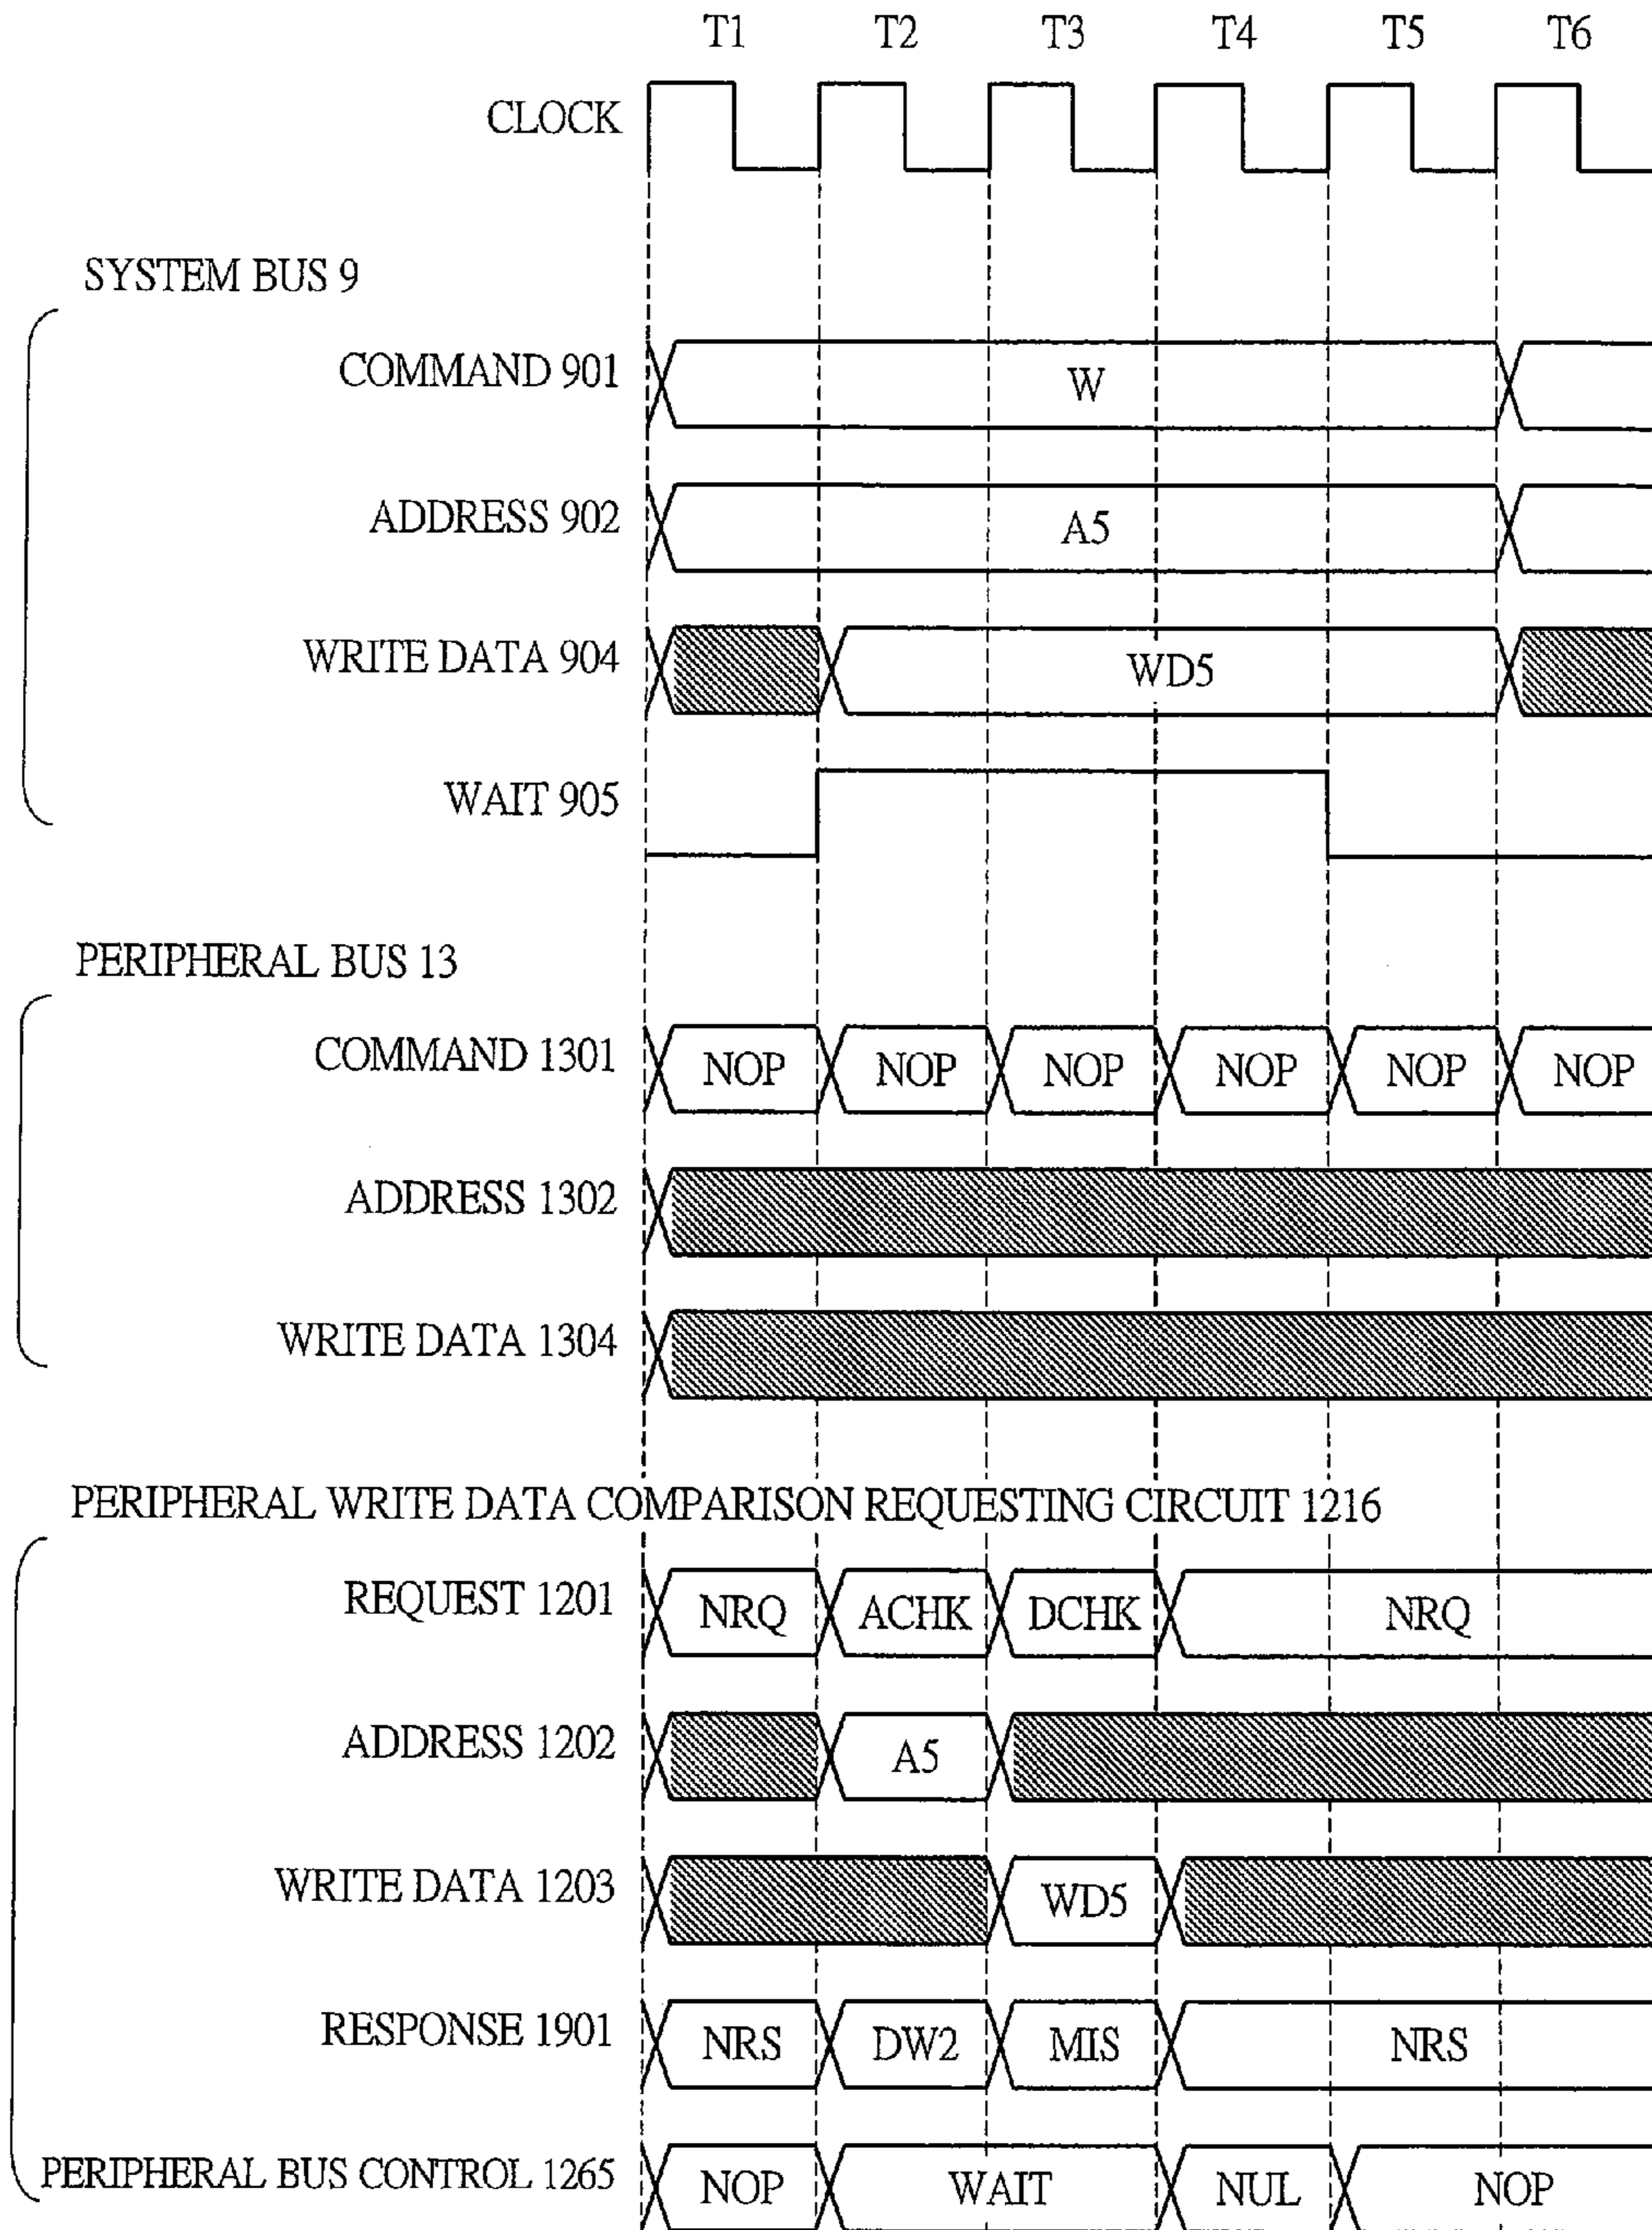 T1 T2 T3 T4 T5 T6
CLOCK
SYSTEM BUS 9
COMMAND 901 W
ADDRESS 902 A5
WRITE DATA 904 WD5
WAIT 905
PERIPHERAL BUS 13
COMMAND 1301 NOP NOP NOP NOP NOP NOP
ADDRESS 1302
WRITE DATA 1304
PERIPHERAL WRITE DATA COMPARISON REQUESTING CIRCUIT 1216
REQUEST 1201 NRQ ACHK DCHK NRQ
ADDRESS 1202 A5
WRITE DATA 1203 WD5
RESPONSE 1901 NRS DW2 MIS NRS
PERIPHERAL BUS CONTROL 1265 NOP WAIT NUL NOP